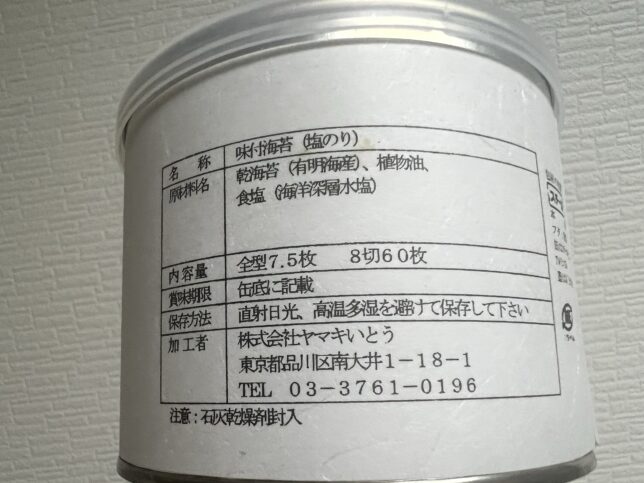 名称 味付海苔(塩のり)
原材料名 乾海苔(有明海産)、植物油、
食塩(海洋深層水塩)
内容量 全型7.5枚 8切60枚
賞味期限 缶底に記載
保存方法 直射日光、高温多湿を避けて保存して下さい
加工者 株式会社ヤマキいとう
東京都品川区南大井1-18-1
TEL 03-3761-0196
注意:石灰乾燥剤封入